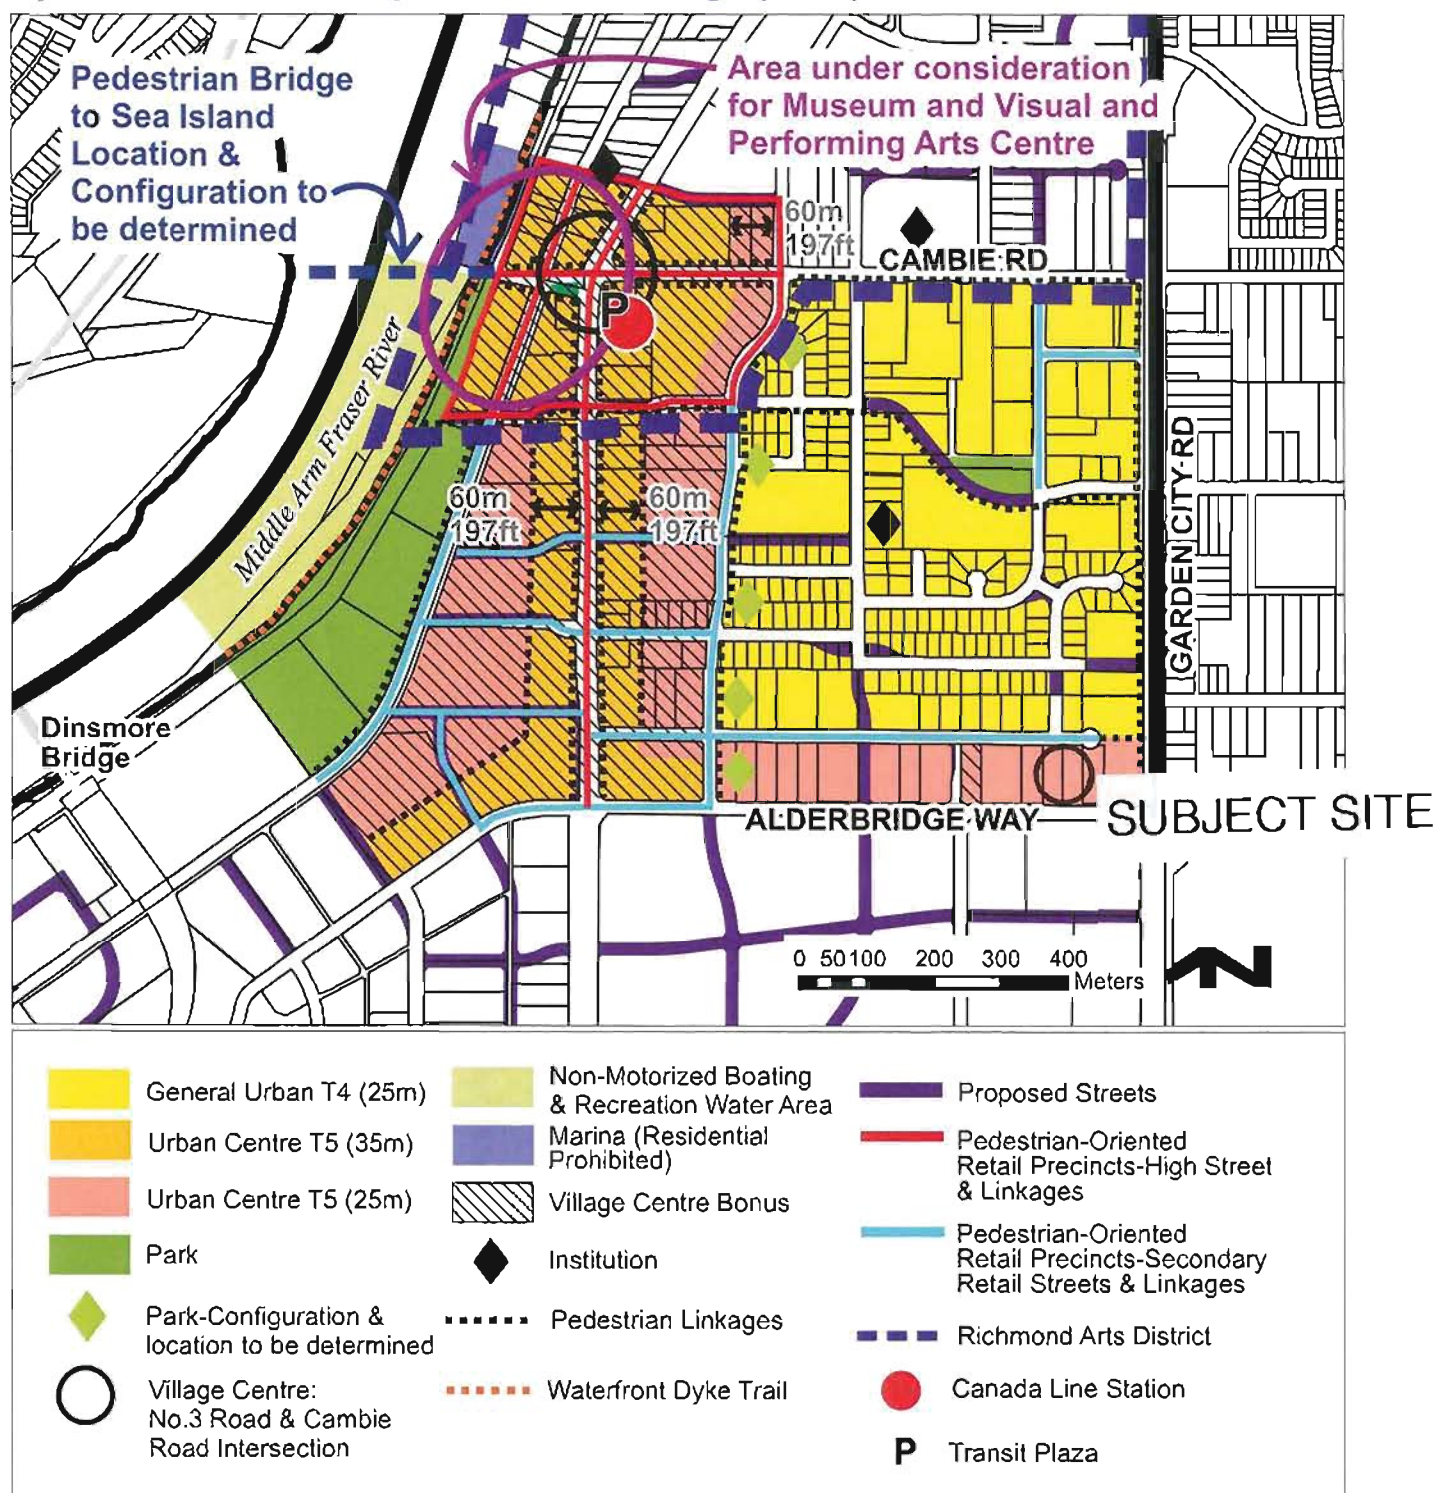 Pedestrian Bridge
to Sea Island
Location &
Configuration to
be determined
Area under consideration
for Museum and Visual and
Performing Arts Centre
60m
197ft
CAMBIE RD
P
Middle Arm Fraser River
60m
197ft
60m
197ft
GARDEN CITY RD
Dinsmore
Bridge
ALDERBRIDGE WAY
SUBJECT SITE
0 50 100 200 300 400
Meters
N
General Urban T4 (25m)
Urban Centre T5 (35m)
Urban Centre T5 (25m)
Park
Park-Configuration &
location to be determined
Village Centre:
No.3 Road & Cambie
Road Intersection
Non-Motorized Boating
& Recreation Water Area
Marina (Residential
Prohibited)
Village Centre Bonus
Institution
Pedestrian Linkages
Waterfront Dyke Trail
Proposed Streets
Pedestrian-Oriented
Retail Precincts-High Street
& Linkages
Pedestrian-Oriented
Retail Precincts-Secondary
Retail Streets & Linkages
Richmond Arts District
Canada Line Station
P Transit Plaza